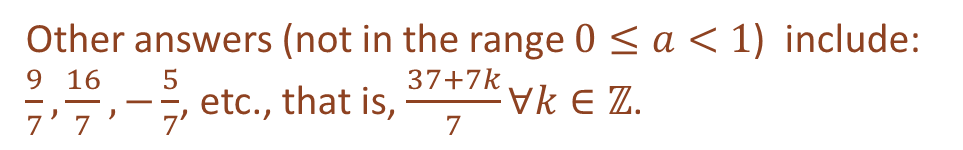 Other answers (not in the range 0 ≤ a < 1) include:
9/7, 16/7, −5/7, etc., that is, (37+7k)/7 ∀k ∈ ℤ.